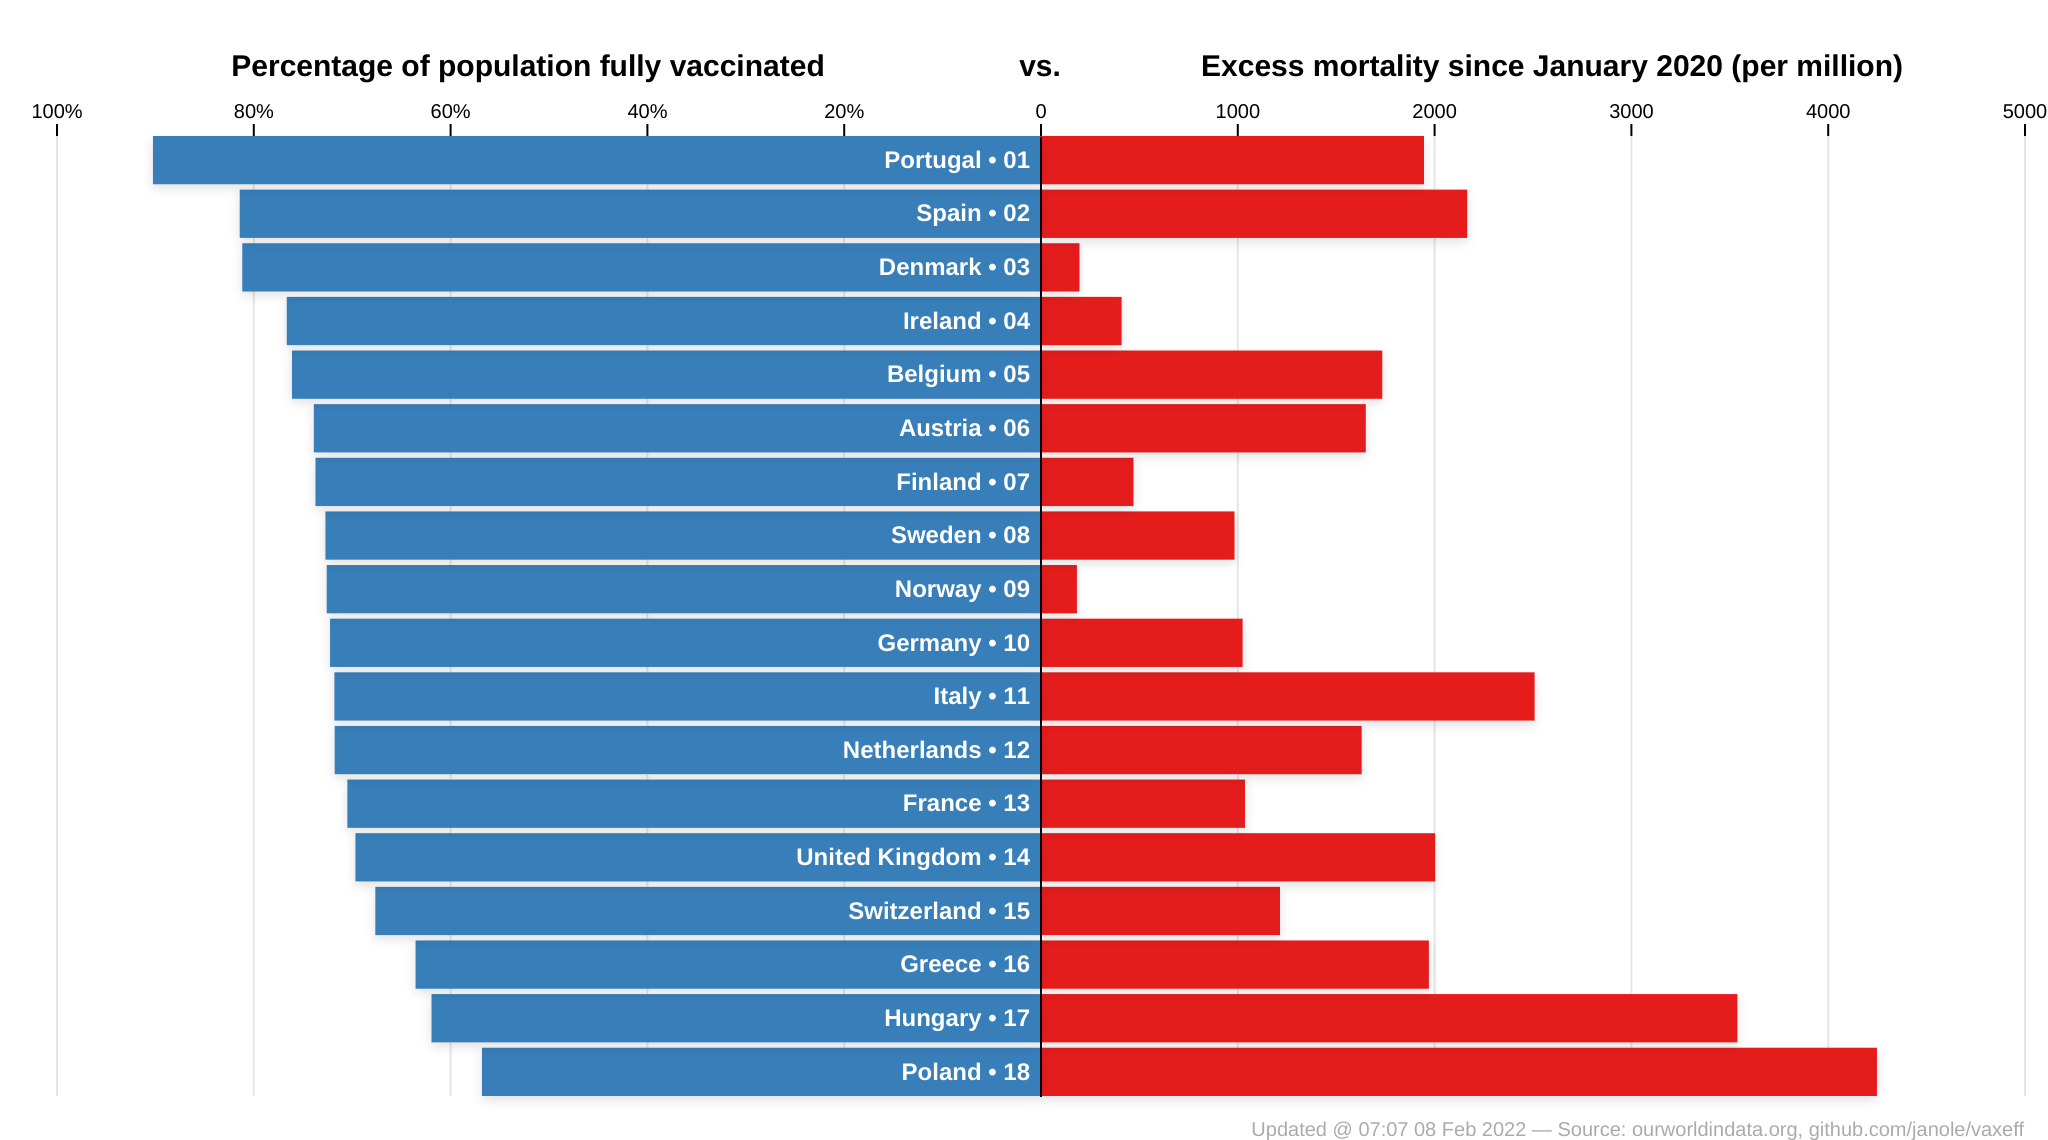 Percentage of population fully vaccinated vs. Excess mortality since January 2020 (per million)
100% 80% 60% 40% 20% 0 1000 2000 3000 4000 5000
Portugal • 01
Spain • 02
Denmark • 03
Ireland • 04
Belgium • 05
Austria • 06
Finland • 07
Sweden • 08
Norway • 09
Germany • 10
Italy • 11
Netherlands • 12
France • 13
United Kingdom • 14
Switzerland • 15
Greece • 16
Hungary • 17
Poland • 18
Updated @ 07:07 08 Feb 2022 — Source: ourworldindata.org, github.com/janole/vaxeff